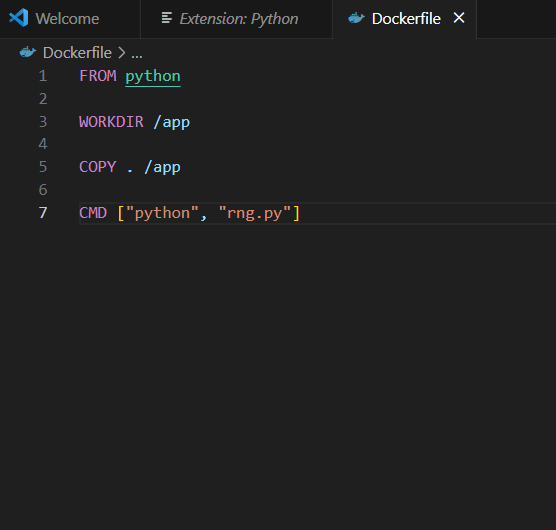 Welcome
Extension: Python
Dockerfile
Dockerfile > ...
1 FROM python
2
3 WORKDIR /app
4
5 COPY . /app
6
7 CMD ["python", "rng.py"]